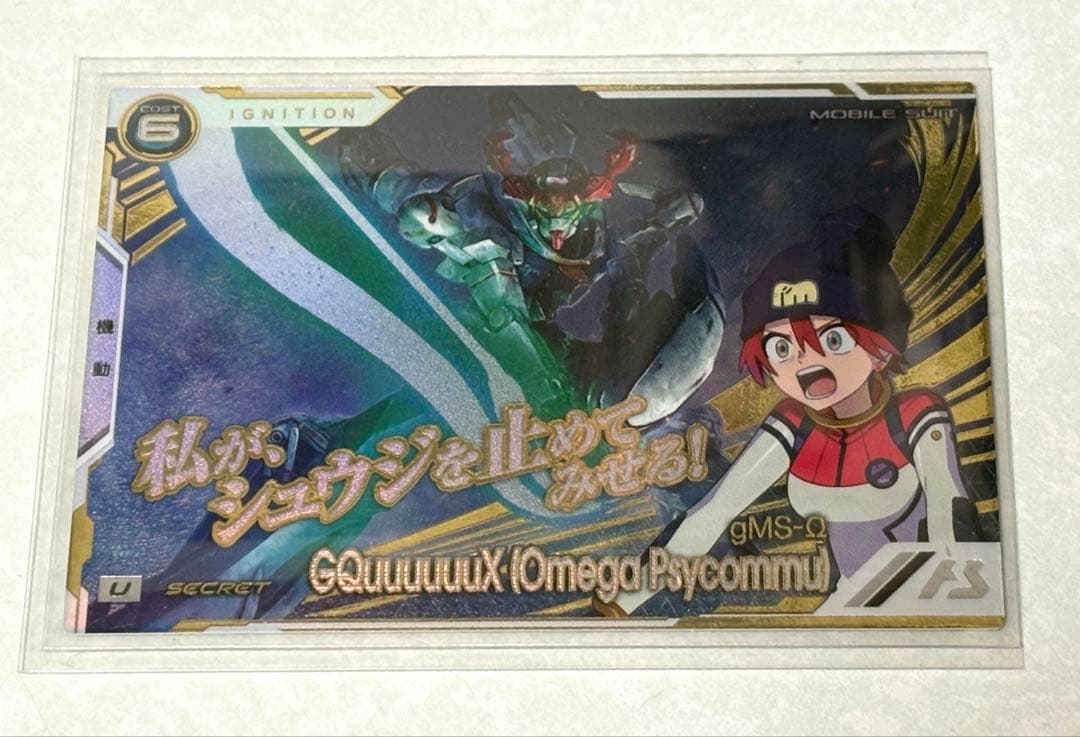 COST
6
IGNITION
MOBILE SUIT
機動
I'm
私が、
シュウジを止めて
みせる!
gMS-Ω
GQuuuuuuX (Omega Psycommu)
U SECRET